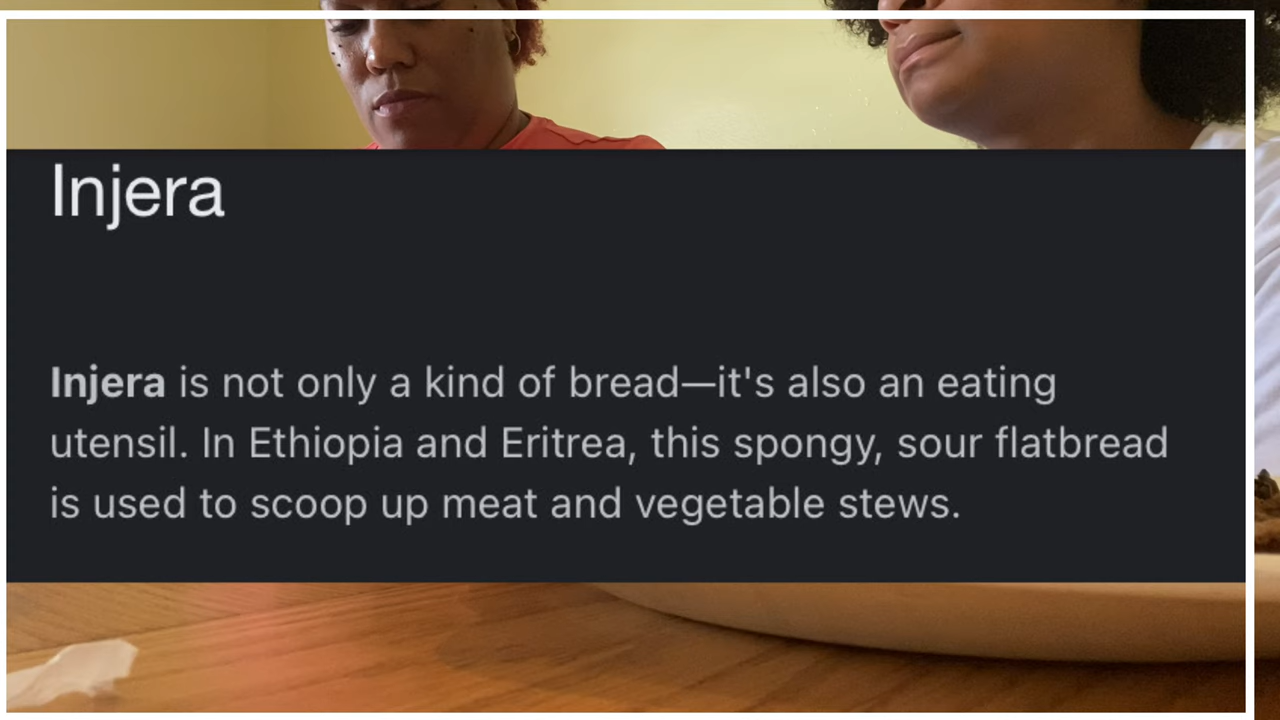 Injera
Injera is not only a kind of bread—it's also an eating
utensil. In Ethiopia and Eritrea, this spongy, sour flatbread
is used to scoop up meat and vegetable stews.